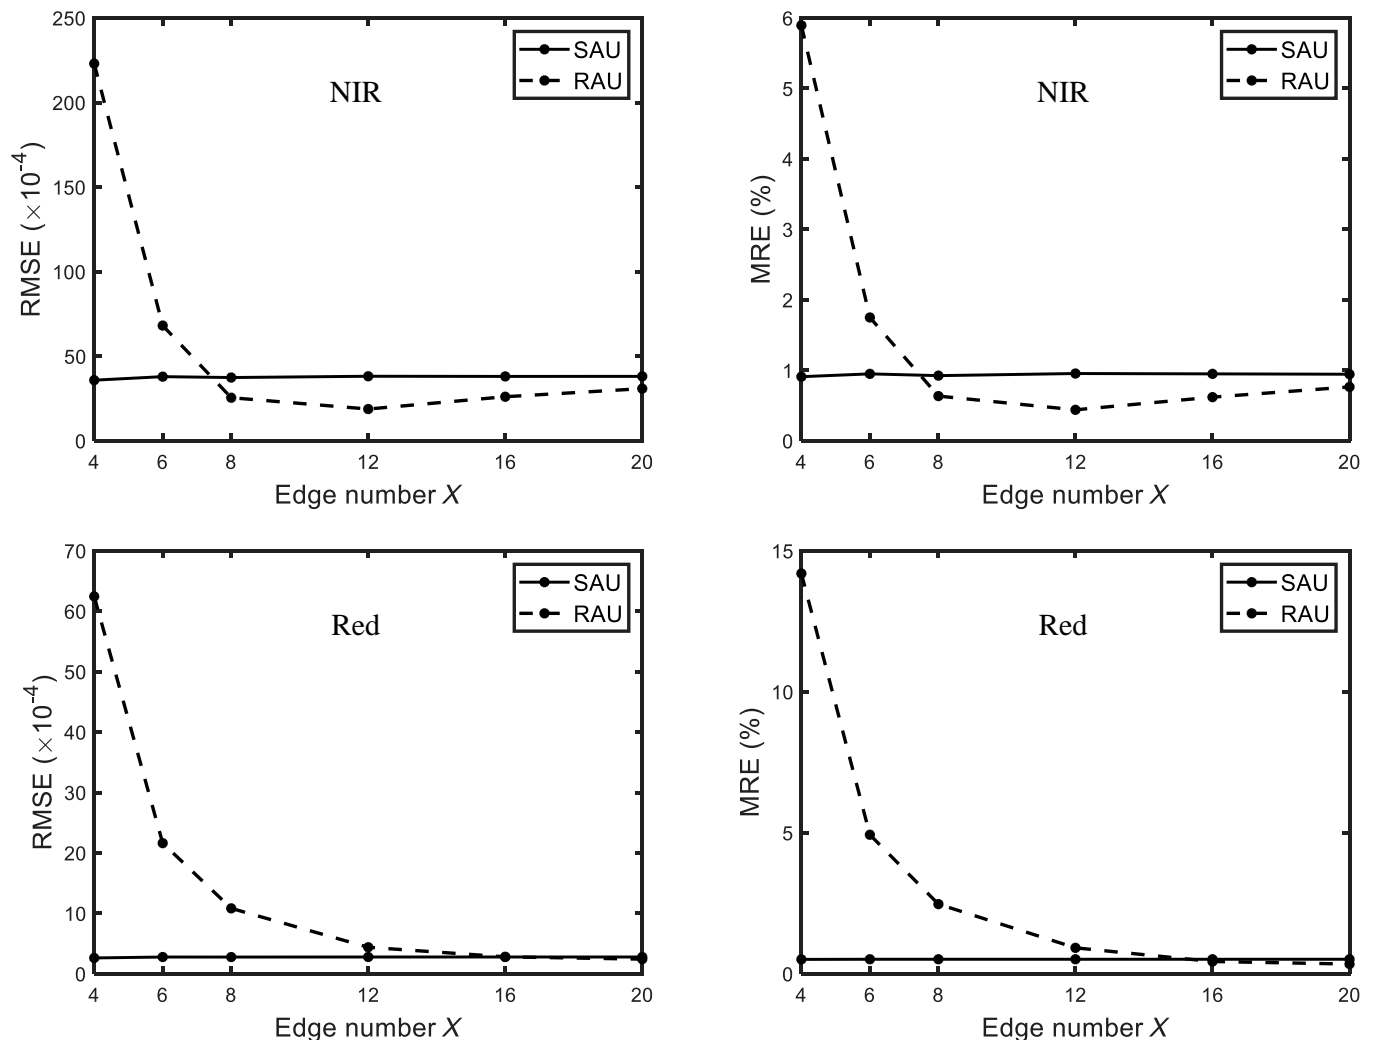 250
200
150
100
50
0
RMSE (×10⁻⁴)
NIR
SAU
RAU
4 6 8 12 16 20
Edge number X
6
5
4
3
2
1
0
MRE (%)
NIR
SAU
RAU
4 6 8 12 16 20
Edge number X
70
60
50
40
30
20
10
0
RMSE (×10⁻⁴)
Red
SAU
RAU
4 6 8 12 16 20
Edge number X
15
10
5
0
MRE (%)
Red
SAU
RAU
4 6 8 12 16 20
Edge number X